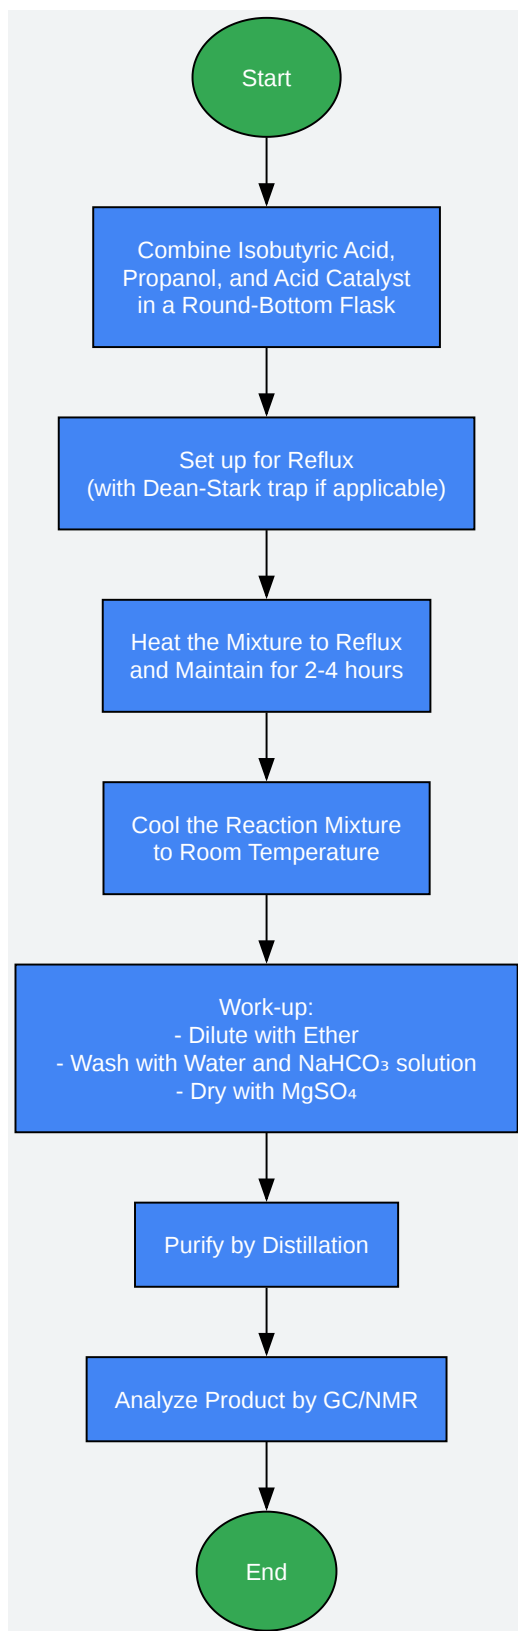 Start
Combine Isobutyric Acid,
Propanol, and Acid Catalyst
in a Round-Bottom Flask
Set up for Reflux
(with Dean-Stark trap if applicable)
Heat the Mixture to Reflux
and Maintain for 2-4 hours
Cool the Reaction Mixture
to Room Temperature
Work-up:
- Dilute with Ether
- Wash with Water and NaHCO₃ solution
- Dry with MgSO₄
Purify by Distillation
Analyze Product by GC/NMR
End